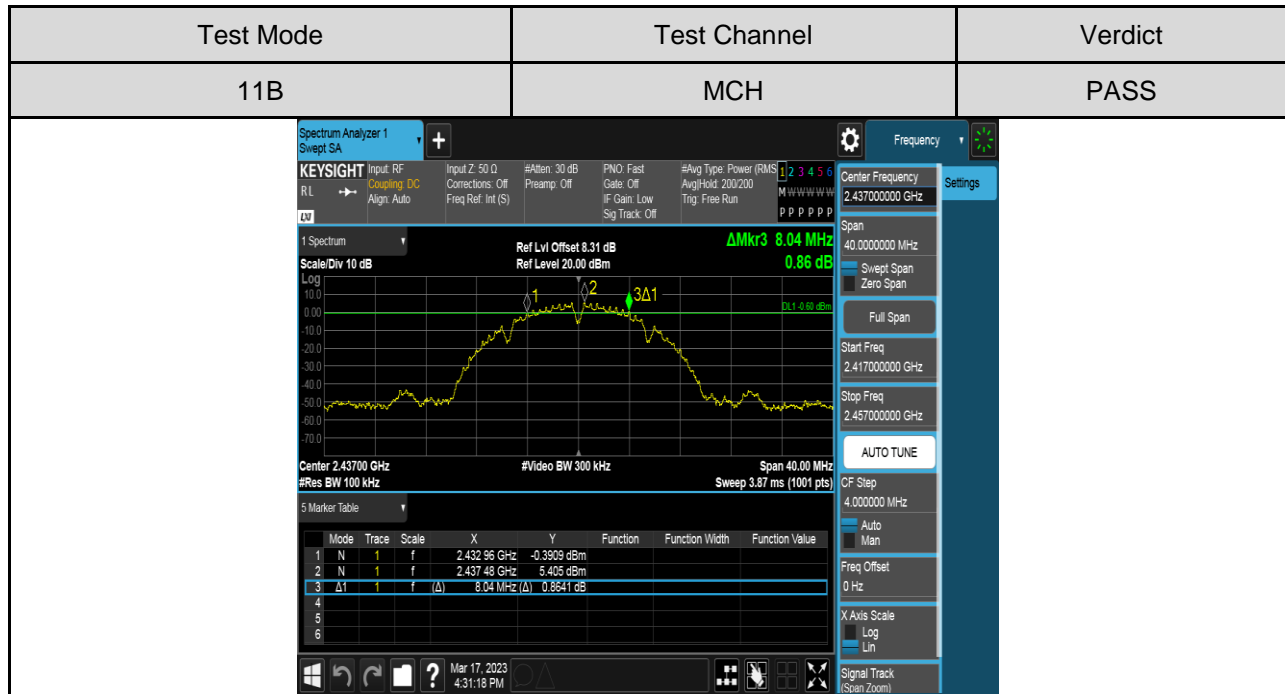 Test Mode Test Channel Verdict
11B MCH PASS
Spectrum Analyzer 1
Swept SA
+
Frequency
KEYSIGHT Input: RF Input Z: 50 Ω #Atten: 30 dB PNO: Fast #Avg Type: Power (RMS 1 2 3 4 5 6
RL Coupling: DC Corrections: Off Preamp: Off Gate: Off Avg|Hold: 200/200 M W W W W W
Align: Auto Freq Ref: Int (S) IF Gain: Low Trig: Free Run
LXI Sig Track: Off P P P P P P
Center Frequency
2.437000000 GHz
Settings
Span
40.0000000 MHz
Swept Span
Zero Span
Full Span
Start Freq
2.417000000 GHz
Stop Freq
2.457000000 GHz
AUTO TUNE
CF Step
4.000000 MHz
Auto
Man
Freq Offset
0 Hz
X Axis Scale
Log
Lin
Signal Track
(Span Zoom)
1 Spectrum Ref Lvl Offset 8.31 dB ΔMkr3 8.04 MHz
Scale/Div 10 dB Ref Level 20.00 dBm 0.86 dB
Log
10.0
0.00
-10.0
-20.0
-30.0
-40.0
-50.0
-60.0
-70.0
1 2 3Δ1
DL1 -0.60 dBm
Center 2.43700 GHz #Video BW 300 kHz Span 40.00 MHz
#Res BW 100 kHz Sweep 3.87 ms (1001 pts)
5 Marker Table
Mode Trace Scale X Y Function Function Width Function Value
1 N 1 f 2.432 96 GHz -0.3909 dBm
2 N 1 f 2.437 48 GHz 5.405 dBm
3 Δ1 1 f (Δ) 8.04 MHz (Δ) 0.8641 dB
4
5
6
? Mar 17, 2023
4:31:18 PM